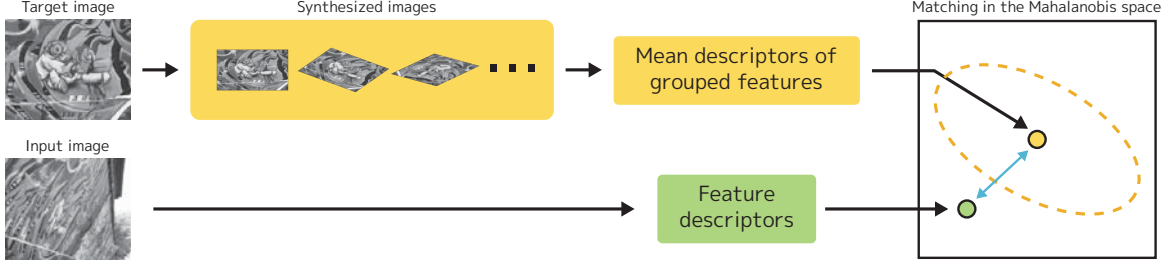 Target image
Synthesized images
Matching in the Mahalanobis space
Mean descriptors of
grouped features
Input image
Feature
descriptors